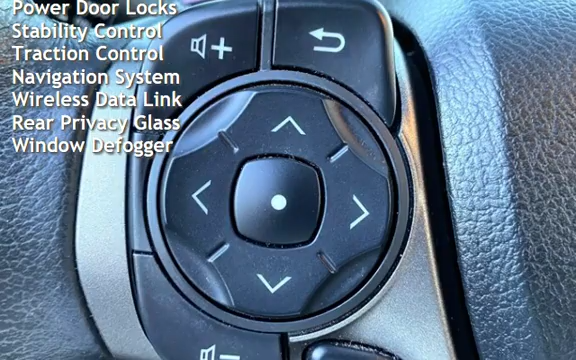 Power Door Locks
Stability Control
Traction Control
Navigation System
Wireless Data Link
Rear Privacy Glass
Window Defogger